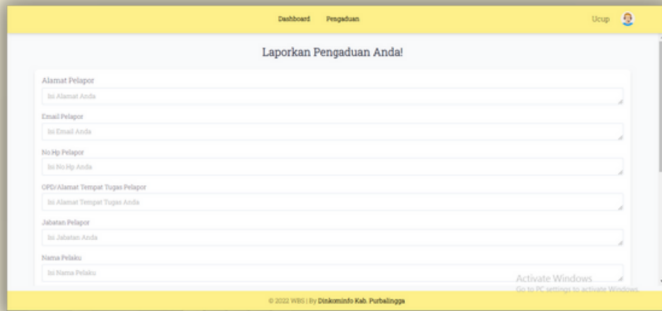 Dashboard Pengaduan Ucup
Laporkan Pengaduan Anda!
Alamat Pelapor
Isi Alamat Anda
Email Pelapor
Isi Email Anda
No Hp Pelapor
Isi No Hp Anda
OPD/Alamat Tempat Tugas Pelapor
Isi Alamat Tempat Tugas Anda
Jabatan Pelapor
Isi Jabatan Anda
Nama Pelaku
Isi Nama Pelaku
Activate Windows
Go to PC settings to activate Windows.
© 2022 WBS | By Dinkominfo Kab. Purbalingga